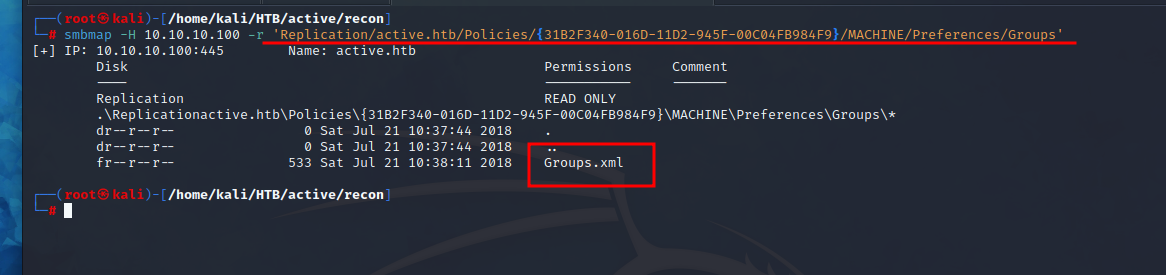 ┌──(root㉿kali)-[/home/kali/HTB/active/recon]
└─# smbmap -H 10.10.10.100 -r 'Replication/active.htb/Policies/{31B2F340-016D-11D2-945F-00C04FB984F9}/MACHINE/Preferences/Groups'
[+] IP: 10.10.10.100:445 Name: active.htb
Disk Permissions Comment
---- ----------- -------
Replication READ ONLY
.\Replicationactive.htb\Policies\{31B2F340-016D-11D2-945F-00C04FB984F9}\MACHINE\Preferences\Groups\*
dr--r--r-- 0 Sat Jul 21 10:37:44 2018 .
dr--r--r-- 0 Sat Jul 21 10:37:44 2018 ..
fr--r--r-- 533 Sat Jul 21 10:38:11 2018 Groups.xml
┌──(root㉿kali)-[/home/kali/HTB/active/recon]
└─#